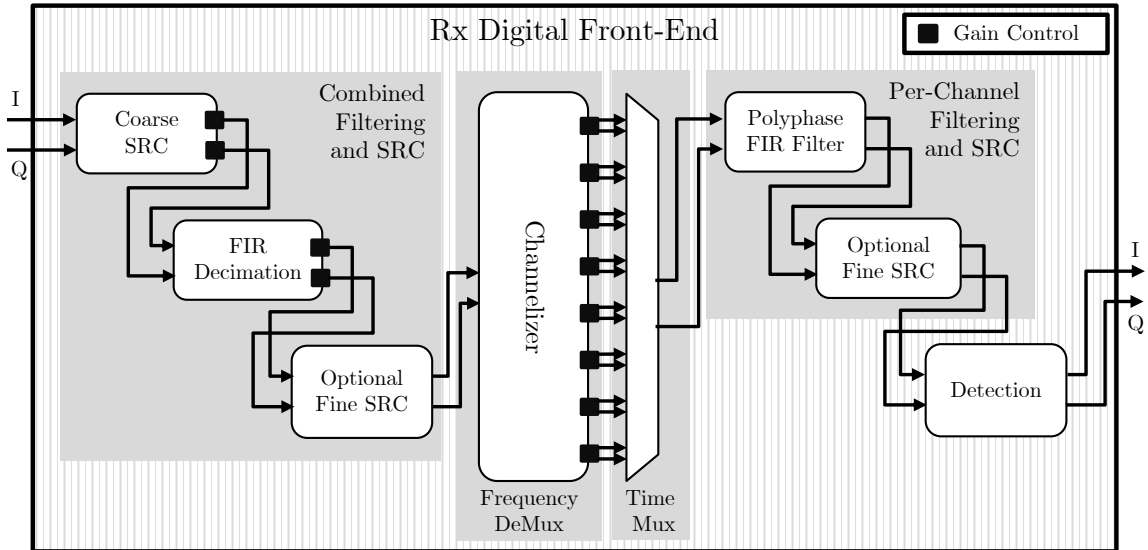 Rx Digital Front-End
Gain Control
I
Q
Coarse
SRC
Combined
Filtering
and SRC
FIR
Decimation
Optional
Fine SRC
Channelizer
Frequency
DeMux
Time
Mux
Polyphase
FIR Filter
Per-Channel
Filtering
and SRC
Optional
Fine SRC
Detection
I
Q